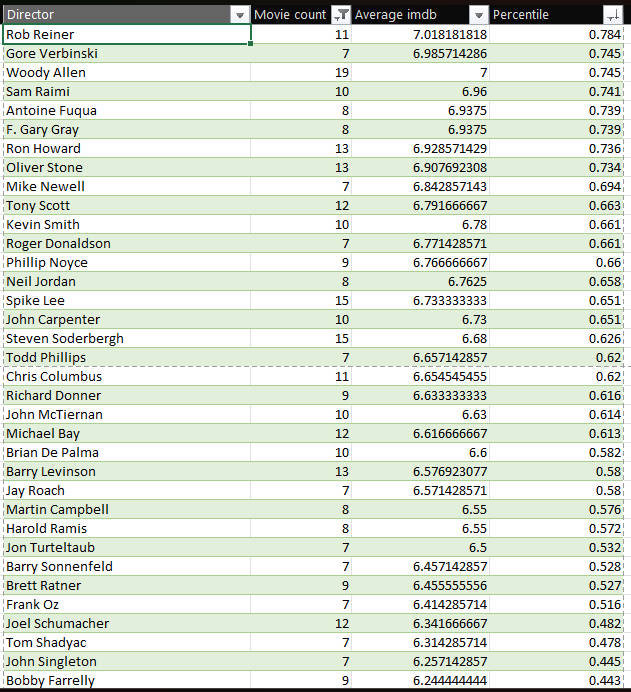 Director Movie count Average imdb Percentile
Rob Reiner 11 7.018181818 0.784
Gore Verbinski 7 6.985714286 0.745
Woody Allen 19 7 0.745
Sam Raimi 10 6.96 0.741
Antoine Fuqua 8 6.9375 0.739
F. Gary Gray 8 6.9375 0.739
Ron Howard 13 6.928571429 0.736
Oliver Stone 13 6.907692308 0.734
Mike Newell 7 6.842857143 0.694
Tony Scott 12 6.791666667 0.663
Kevin Smith 10 6.78 0.661
Roger Donaldson 7 6.771428571 0.661
Phillip Noyce 9 6.766666667 0.66
Neil Jordan 8 6.7625 0.658
Spike Lee 15 6.733333333 0.651
John Carpenter 10 6.73 0.651
Steven Soderbergh 15 6.68 0.626
Todd Phillips 7 6.657142857 0.62
Chris Columbus 11 6.654545455 0.62
Richard Donner 9 6.633333333 0.616
John McTiernan 10 6.63 0.614
Michael Bay 12 6.616666667 0.613
Brian De Palma 10 6.6 0.582
Barry Levinson 13 6.576923077 0.58
Jay Roach 7 6.571428571 0.58
Martin Campbell 8 6.55 0.576
Harold Ramis 8 6.55 0.572
Jon Turteltaub 7 6.5 0.532
Barry Sonnenfeld 7 6.457142857 0.528
Brett Ratner 9 6.455555556 0.527
Frank Oz 7 6.414285714 0.516
Joel Schumacher 12 6.341666667 0.482
Tom Shadyac 7 6.314285714 0.478
John Singleton 7 6.257142857 0.445
Bobby Farrelly 9 6.244444444 0.443